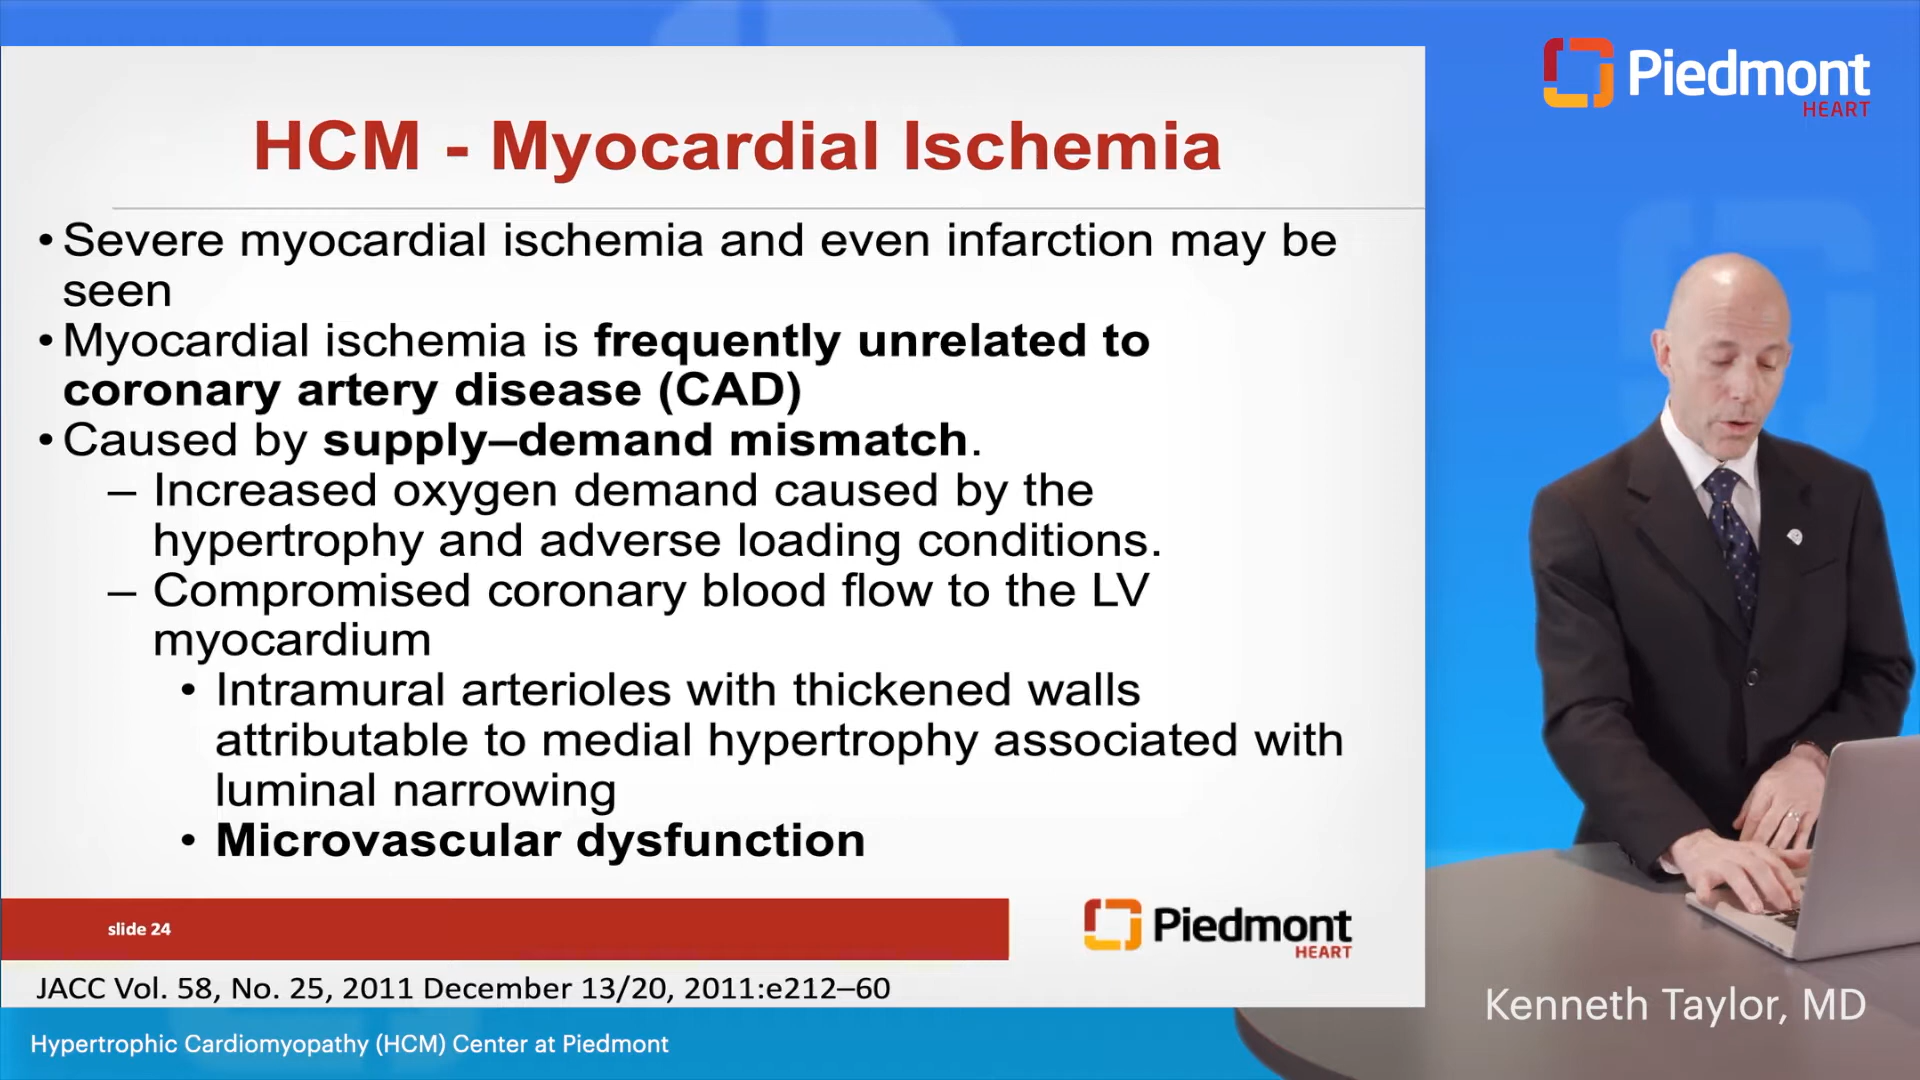 Piedmont
HEART
HCM - Myocardial Ischemia
• Severe myocardial ischemia and even infarction may be
seen
• Myocardial ischemia is frequently unrelated to
coronary artery disease (CAD)
• Caused by supply–demand mismatch.
– Increased oxygen demand caused by the
hypertrophy and adverse loading conditions.
– Compromised coronary blood flow to the LV
myocardium
• Intramural arterioles with thickened walls
attributable to medial hypertrophy associated with
luminal narrowing
• Microvascular dysfunction
slide 24
Piedmont
HEART
JACC Vol. 58, No. 25, 2011 December 13/20, 2011:e212–60
Kenneth Taylor, MD
Hypertrophic Cardiomyopathy (HCM) Center at Piedmont